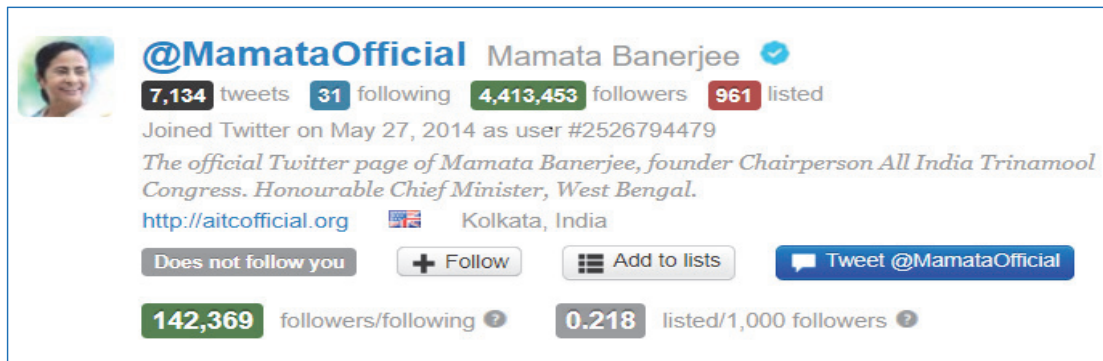 @MamataOfficial Mamata Banerjee
7,134 tweets 31 following 4,413,453 followers 961 listed
Joined Twitter on May 27, 2014 as user #2526794479
The official Twitter page of Mamata Banerjee, founder Chairperson All India Trinamool
Congress. Honourable Chief Minister, West Bengal.
http://aitcofficial.org Kolkata, India
Does not follow you Follow Add to lists Tweet @MamataOfficial
142,369 followers/following ? 0.218 listed/1,000 followers ?